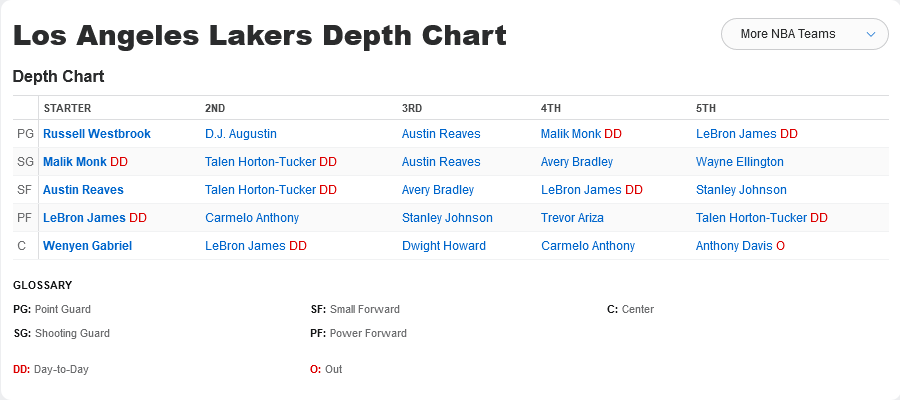 Los Angeles Lakers Depth Chart
More NBA Teams
Depth Chart
STARTER 2ND 3RD 4TH 5TH
PG Russell Westbrook D.J. Augustin Austin Reaves Malik Monk DD LeBron James DD
SG Malik Monk DD Talen Horton-Tucker DD Austin Reaves Avery Bradley Wayne Ellington
SF Austin Reaves Talen Horton-Tucker DD Avery Bradley LeBron James DD Stanley Johnson
PF LeBron James DD Carmelo Anthony Stanley Johnson Trevor Ariza Talen Horton-Tucker DD
C Wenyen Gabriel LeBron James DD Dwight Howard Carmelo Anthony Anthony Davis O
GLOSSARY
PG: Point Guard SF: Small Forward C: Center
SG: Shooting Guard PF: Power Forward
DD: Day-to-Day O: Out